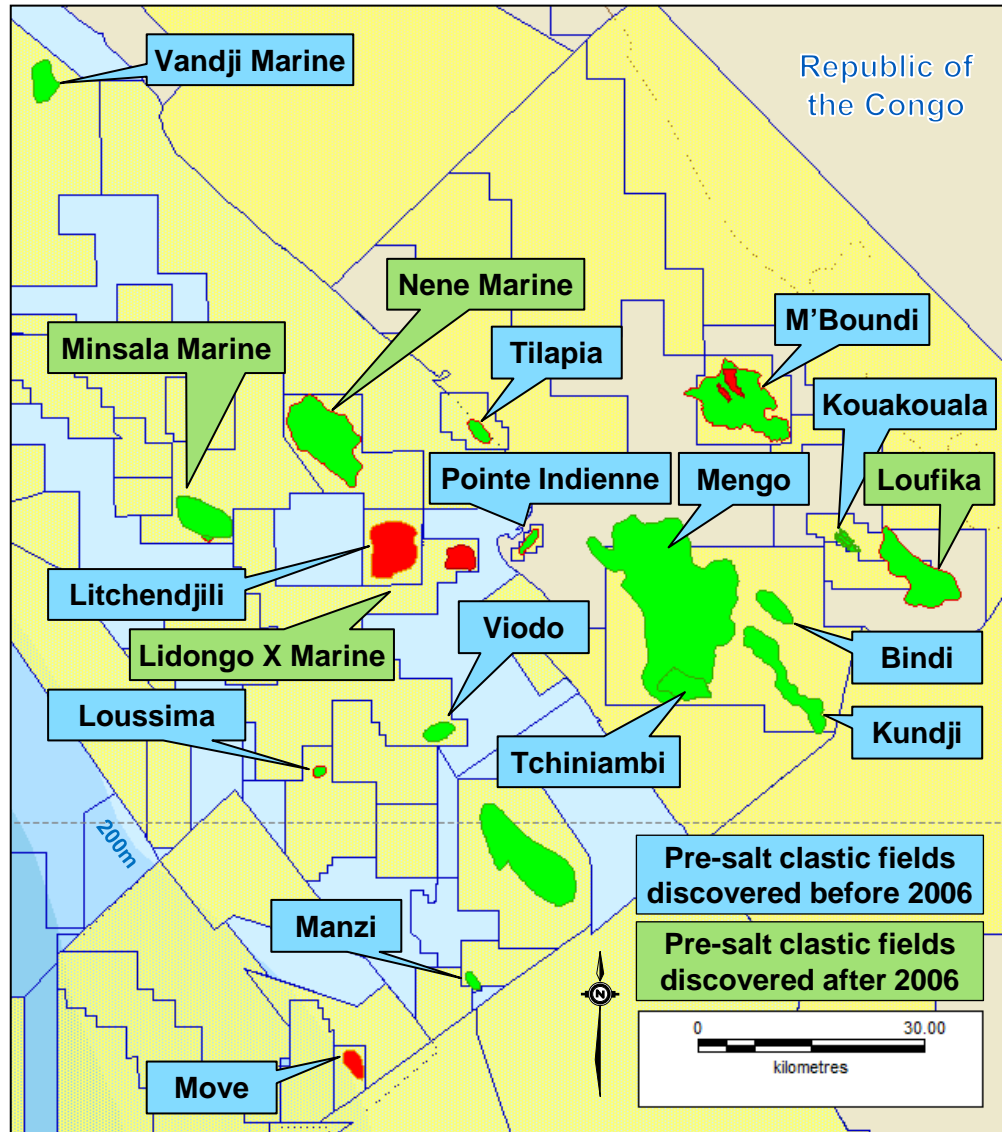 Vandji Marine
Republic of
the Congo
Nene Marine
M'Boundi
Minsala Marine
Tilapia
Kouakouala
Pointe Indienne
Mengo
Loufika
Litchendjili
Viodo
Lidongo X Marine
Bindi
Loussima
Kundji
Tchiniambi
200m
Pre-salt clastic fields
discovered before 2006
Manzi
Pre-salt clastic fields
discovered after 2006
N
0 30.00
kilometres
Move